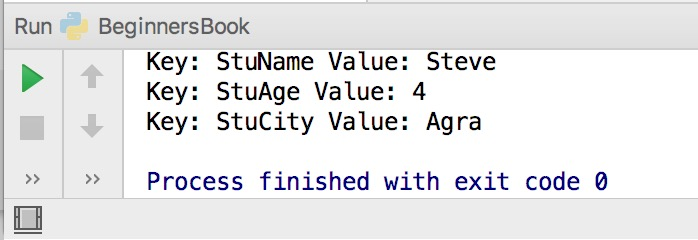 Run BeginnersBook
Key: StuName Value: Steve
Key: StuAge Value: 4
Key: StuCity Value: Agra
Process finished with exit code 0